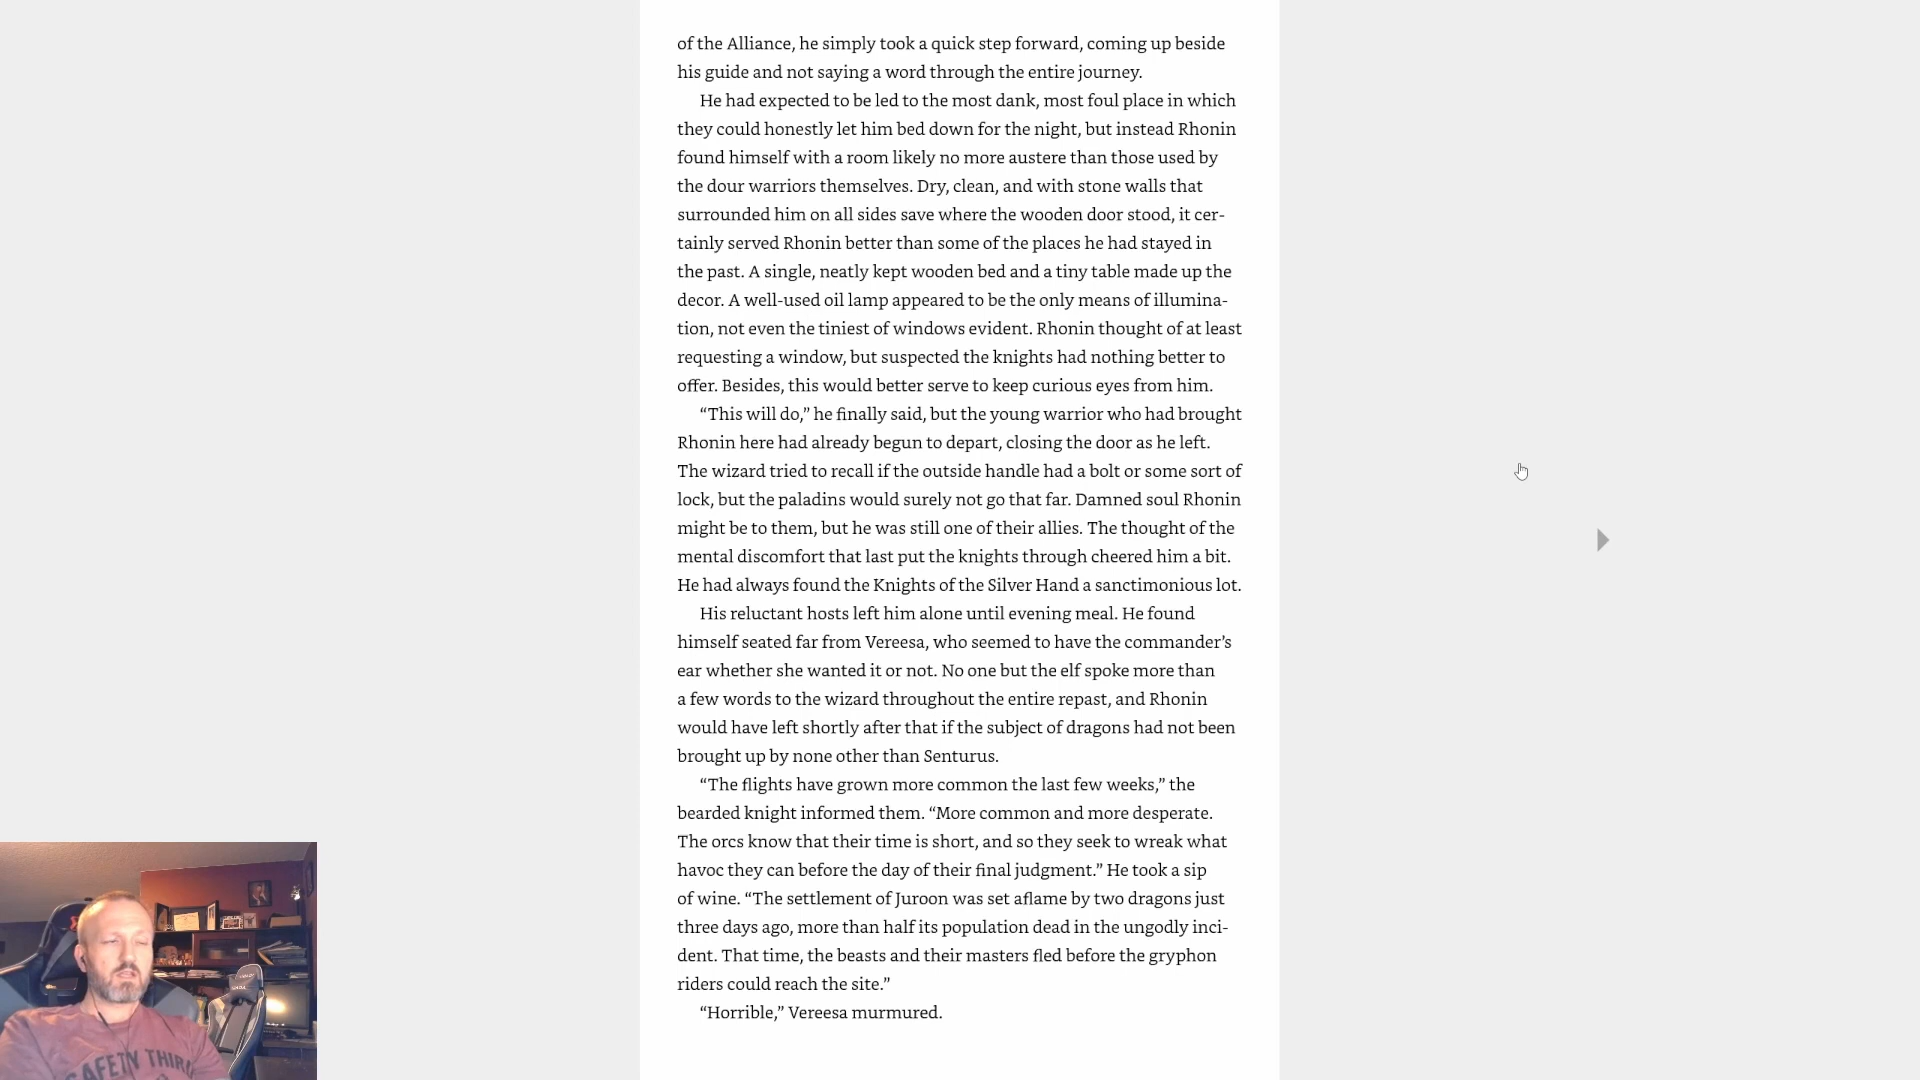 of the Alliance, he simply took a quick step forward, coming up beside
his guide and not saying a word through the entire journey.
He had expected to be led to the most dank, most foul place in which
they could honestly let him bed down for the night, but instead Rhonin
found himself with a room likely no more austere than those used by
the dour warriors themselves. Dry, clean, and with stone walls that
surrounded him on all sides save where the wooden door stood, it cer-
tainly served Rhonin better than some of the places he had stayed in
the past. A single, neatly kept wooden bed and a tiny table made up the
decor. A well-used oil lamp appeared to be the only means of illumina-
tion, not even the tiniest of windows evident. Rhonin thought of at least
requesting a window, but suspected the knights had nothing better to
offer. Besides, this would better serve to keep curious eyes from him.
“This will do,” he finally said, but the young warrior who had brought
Rhonin here had already begun to depart, closing the door as he left.
The wizard tried to recall if the outside handle had a bolt or some sort of
lock, but the paladins would surely not go that far. Damned soul Rhonin
might be to them, but he was still one of their allies. The thought of the
mental discomfort that last put the knights through cheered him a bit.
He had always found the Knights of the Silver Hand a sanctimonious lot.
His reluctant hosts left him alone until evening meal. He found
himself seated far from Vereesa, who seemed to have the commander’s
ear whether she wanted it or not. No one but the elf spoke more than
a few words to the wizard throughout the entire repast, and Rhonin
would have left shortly after that if the subject of dragons had not been
brought up by none other than Senturus.
“The flights have grown more common the last few weeks,” the
bearded knight informed them. “More common and more desperate.
The orcs know that their time is short, and so they seek to wreak what
havoc they can before the day of their final judgment.” He took a sip
of wine. “The settlement of Juroon was set aflame by two dragons just
three days ago, more than half its population dead in the ungodly inci-
dent. That time, the beasts and their masters fled before the gryphon
riders could reach the site.”
“Horrible,” Vereesa murmured.
SAFETY THIR